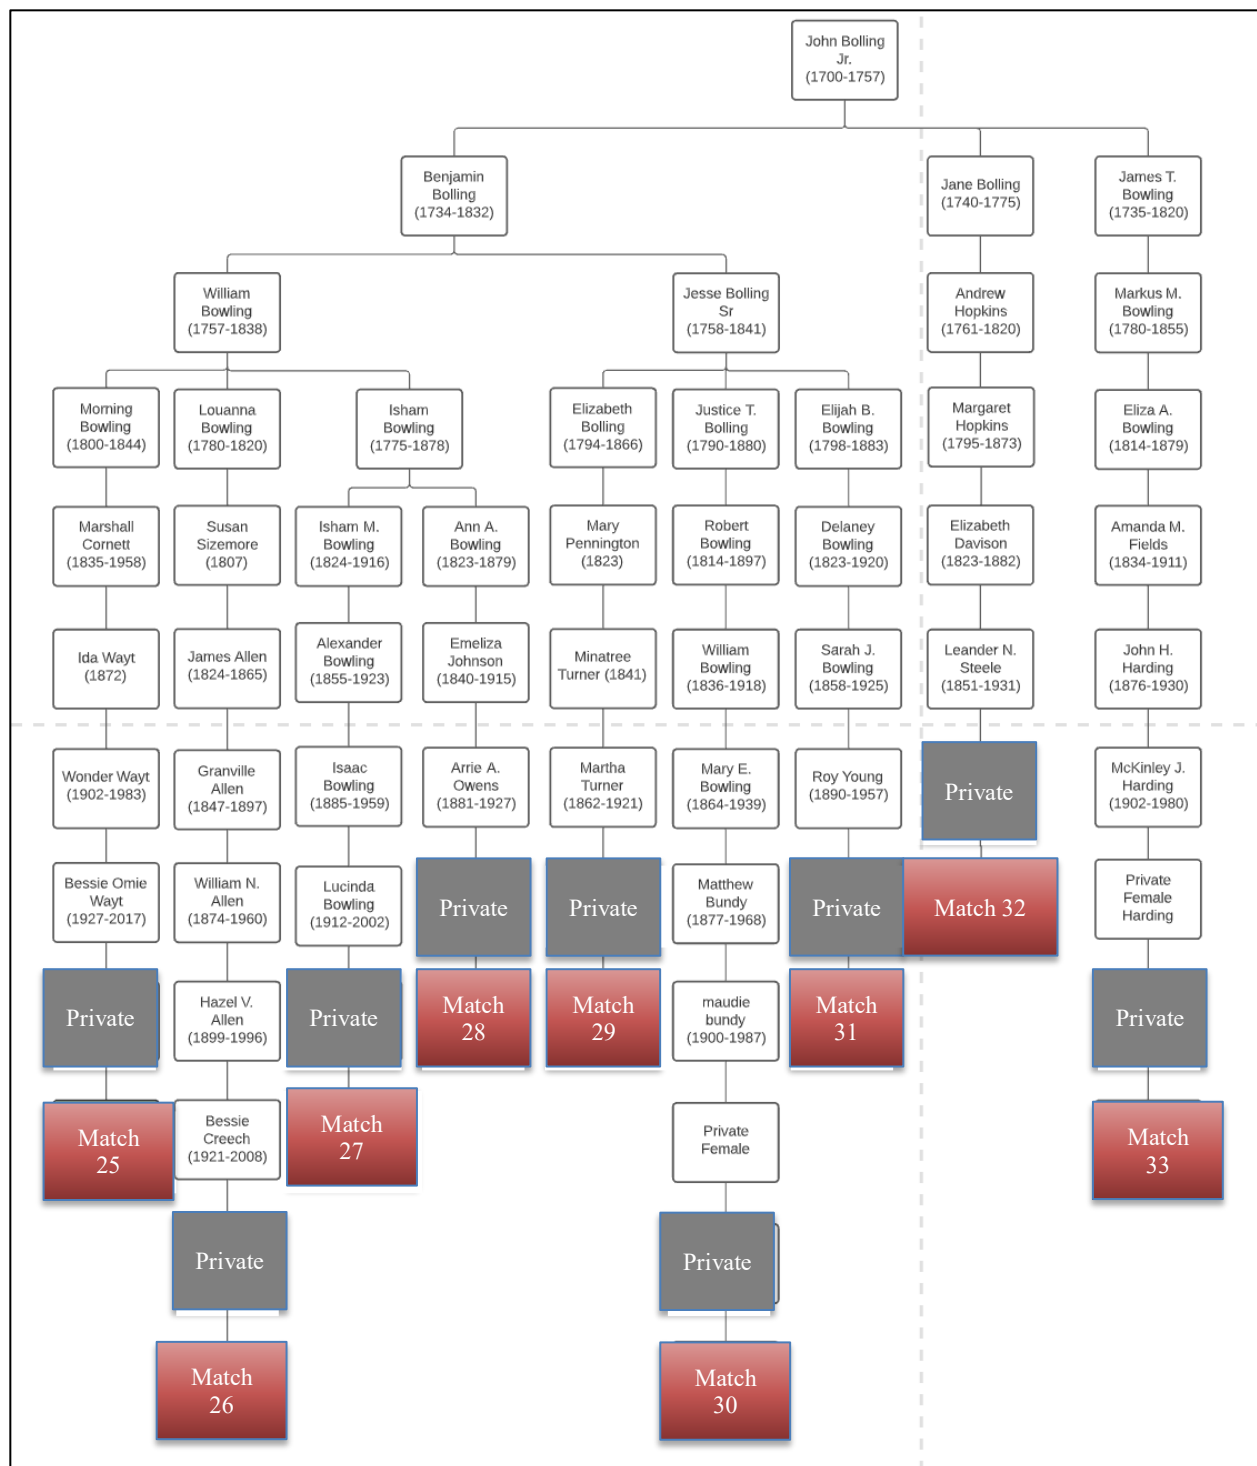 John Bolling
Jr.
(1700-1757)
Benjamin
Bolling
(1734-1832)
Jane Bolling
(1740-1775)
James T.
Bowling
(1735-1820)
William
Bowling
(1757-1838)
Jesse Bolling
Sr
(1758-1841)
Andrew
Hopkins
(1761-1820)
Markus M.
Bowling
(1780-1855)
Morning
Bowling
(1800-1844)
Louanna
Bowling
(1780-1820)
Isham
Bowling
(1775-1878)
Elizabeth
Bolling
(1794-1866)
Justice T.
Bolling
(1790-1880)
Elijah B.
Bowling
(1798-1883)
Margaret
Hopkins
(1795-1873)
Eliza A.
Bowling
(1814-1879)
Marshall
Cornett
(1835-1958)
Susan
Sizemore
(1807)
Isham M.
Bowling
(1824-1916)
Ann A.
Bowling
(1823-1879)
Mary
Pennington
(1823)
Robert
Bowling
(1814-1897)
Delaney
Bowling
(1823-1920)
Elizabeth
Davison
(1823-1882)
Amanda M.
Fields
(1834-1911)
Ida Wayt
(1872)
James Allen
(1824-1865)
Alexander
Bowling
(1855-1923)
Emeliza
Johnson
(1840-1915)
Minatree
Turner (1841)
William
Bowling
(1836-1918)
Sarah J.
Bowling
(1858-1925)
Leander N.
Steele
(1851-1931)
John H.
Harding
(1876-1930)
Wonder Wayt
(1902-1983)
Granville
Allen
(1847-1897)
Isaac
Bowling
(1885-1959)
Arrie A.
Owens
(1881-1927)
Martha
Turner
(1862-1921)
Mary E.
Bowling
(1864-1939)
Roy Young
(1890-1957)
Private
McKinley J.
Harding
(1902-1980)
Bessie Omie
Wayt
(1927-2017)
William N.
Allen
(1874-1960)
Lucinda
Bowling
(1912-2002)
Private
Private
Matthew
Bundy
(1877-1968)
Private
Match 32
Private
Female
Harding
Private
Hazel V.
Allen
(1899-1996)
Private
Match
28
Match
29
maudie
bundy
(1900-1987)
Match
31
Private
Match
25
Bessie
Creech
(1921-2008)
Match
27
Private
Female
Match
33
Private
Private
Match
26
Match
30